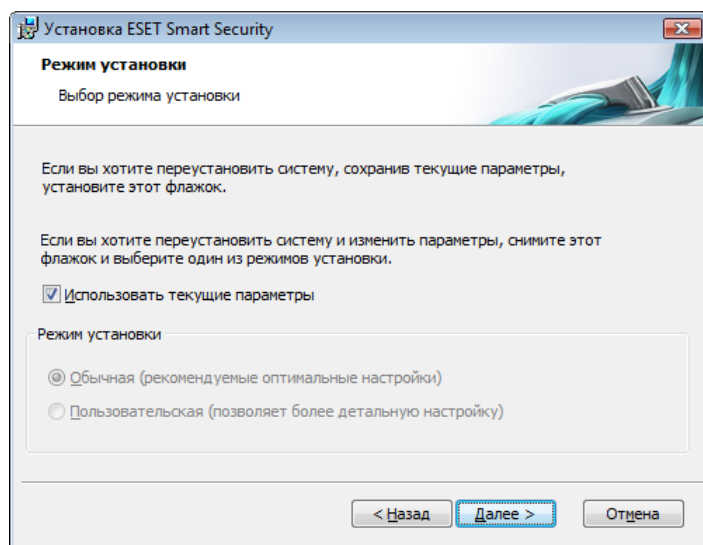 Установка ESET Smart Security
Режим установки
Выбор режима установки
Если вы хотите переустановить систему, сохранив текущие параметры,
установите этот флажок.
Если вы хотите переустановить систему и изменить параметры, снимите этот
флажок и выберите один из режимов установки.
Использовать текущие параметры
Режим установки
Обычная (рекомендуемые оптимальные настройки)
Пользовательская (позволяет более детальную настройку)
< Назад
Далее >
Отмена